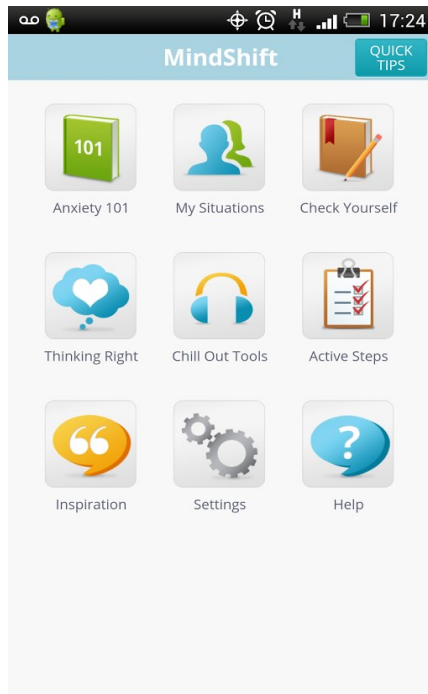 H
17:24
MindShift
QUICK
TIPS
101
Anxiety 101
My Situations
Check Yourself
Thinking Right
Chill Out Tools
Active Steps
“
?
Inspiration
Settings
Help